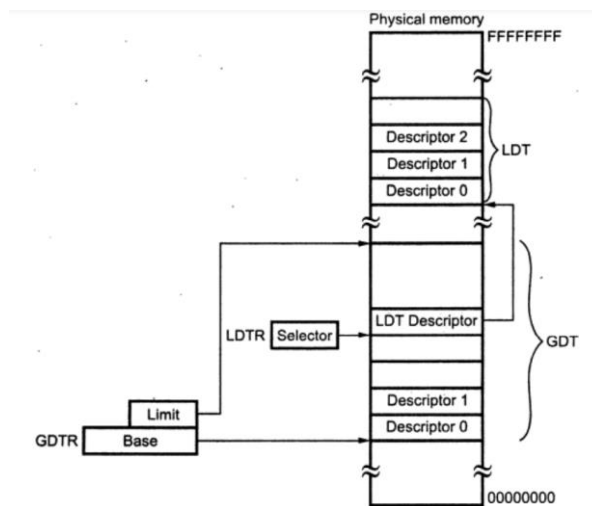 Physical memory
FFFFFFFF
Descriptor 2
LDT
Descriptor 1
Descriptor 0
LDT Descriptor
LDTR
Selector
GDT
Descriptor 1
Limit
Descriptor 0
GDTR
Base
00000000